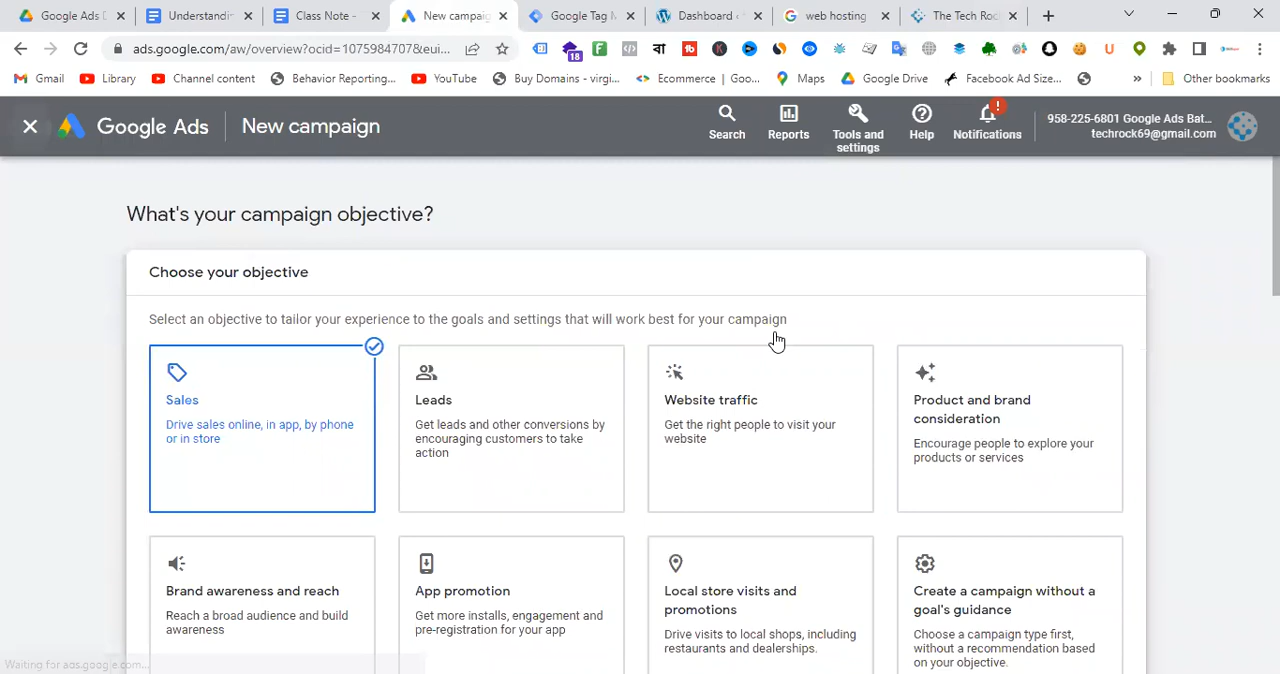 Google Ads D
Understandin
Class Note -
New campaig
Google Tag M
Dashboard ‹
web hosting
The Tech Roc
ads.google.com/aw/overview?ocid=1075984707&eui...
18
বা
Gmail
Library
Channel content
Behavior Reporting...
YouTube
Buy Domains - virgi...
Ecommerce | Goo...
Maps
Google Drive
Facebook Ad Size...
»
Other bookmarks
Google Ads
New campaign
Search
Reports
Tools and
settings
Help
Notifications
958-225-6801 Google Ads Bat...
techrock69@gmail.com
What's your campaign objective?
Choose your objective
Select an objective to tailor your experience to the goals and settings that will work best for your campaign
Sales
Drive sales online, in app, by phone
or in store
Leads
Get leads and other conversions by
encouraging customers to take
action
Website traffic
Get the right people to visit your
website
Product and brand
consideration
Encourage people to explore your
products or services
Brand awareness and reach
Reach a broad audience and build
awareness
App promotion
Get more installs, engagement and
pre-registration for your app
Local store visits and
promotions
Drive visits to local shops, including
restaurants and dealerships.
Create a campaign without a
goal's guidance
Choose a campaign type first,
without a recommendation based
on your objective.
Waiting for ads.google.com...